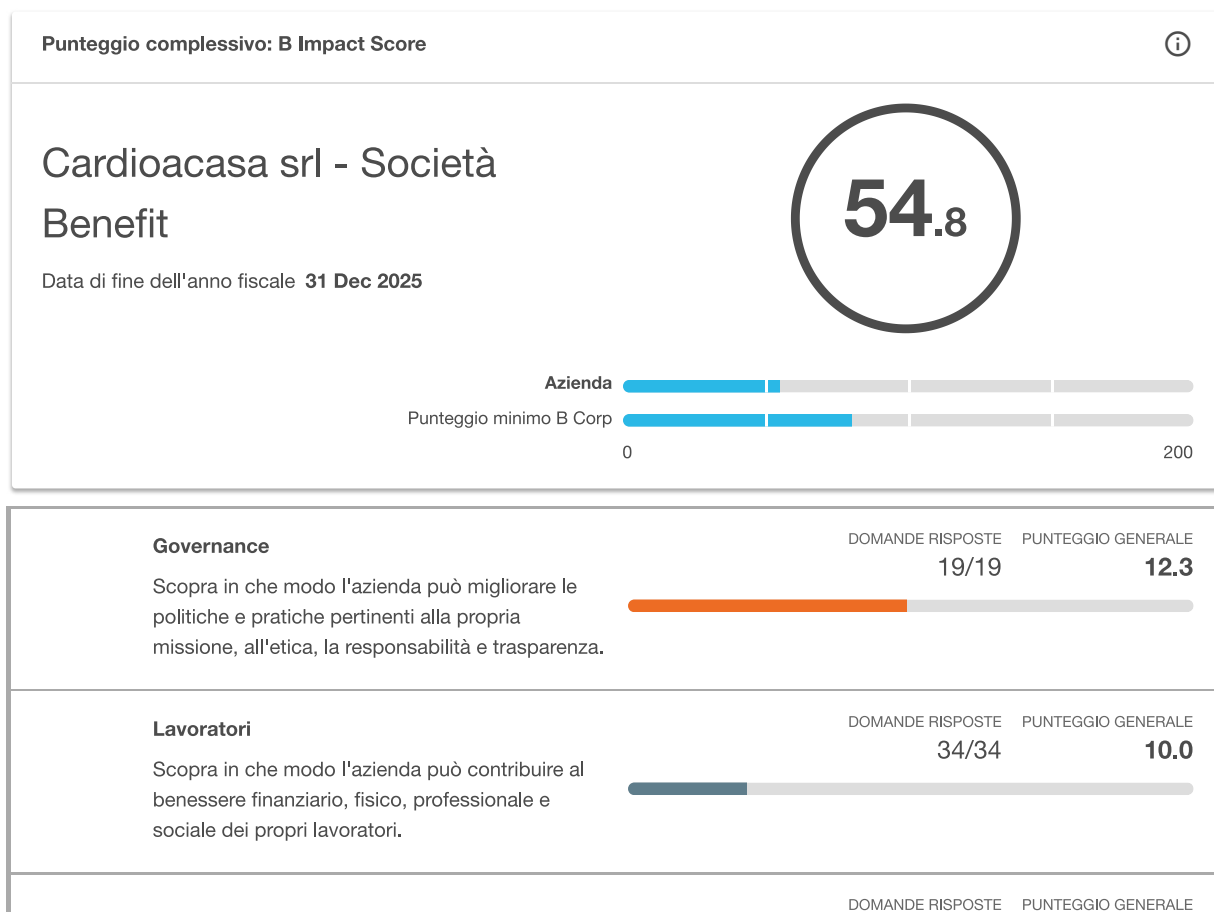 Punteggio complessivo: B Impact Score
Cardioacasa srl - Società
Benefit
Data di fine dell'anno fiscale 31 Dec 2025
54.8
Azienda
Punteggio minimo B Corp
0 200
Governance
Scopra in che modo l'azienda può migliorare le
politiche e pratiche pertinenti alla propria
missione, all'etica, la responsabilità e trasparenza.
DOMANDE RISPOSTE PUNTEGGIO GENERALE
19/19 12.3
Lavoratori
Scopra in che modo l'azienda può contribuire al
benessere finanziario, fisico, professionale e
sociale dei propri lavoratori.
DOMANDE RISPOSTE PUNTEGGIO GENERALE
34/34 10.0
DOMANDE RISPOSTE PUNTEGGIO GENERALE